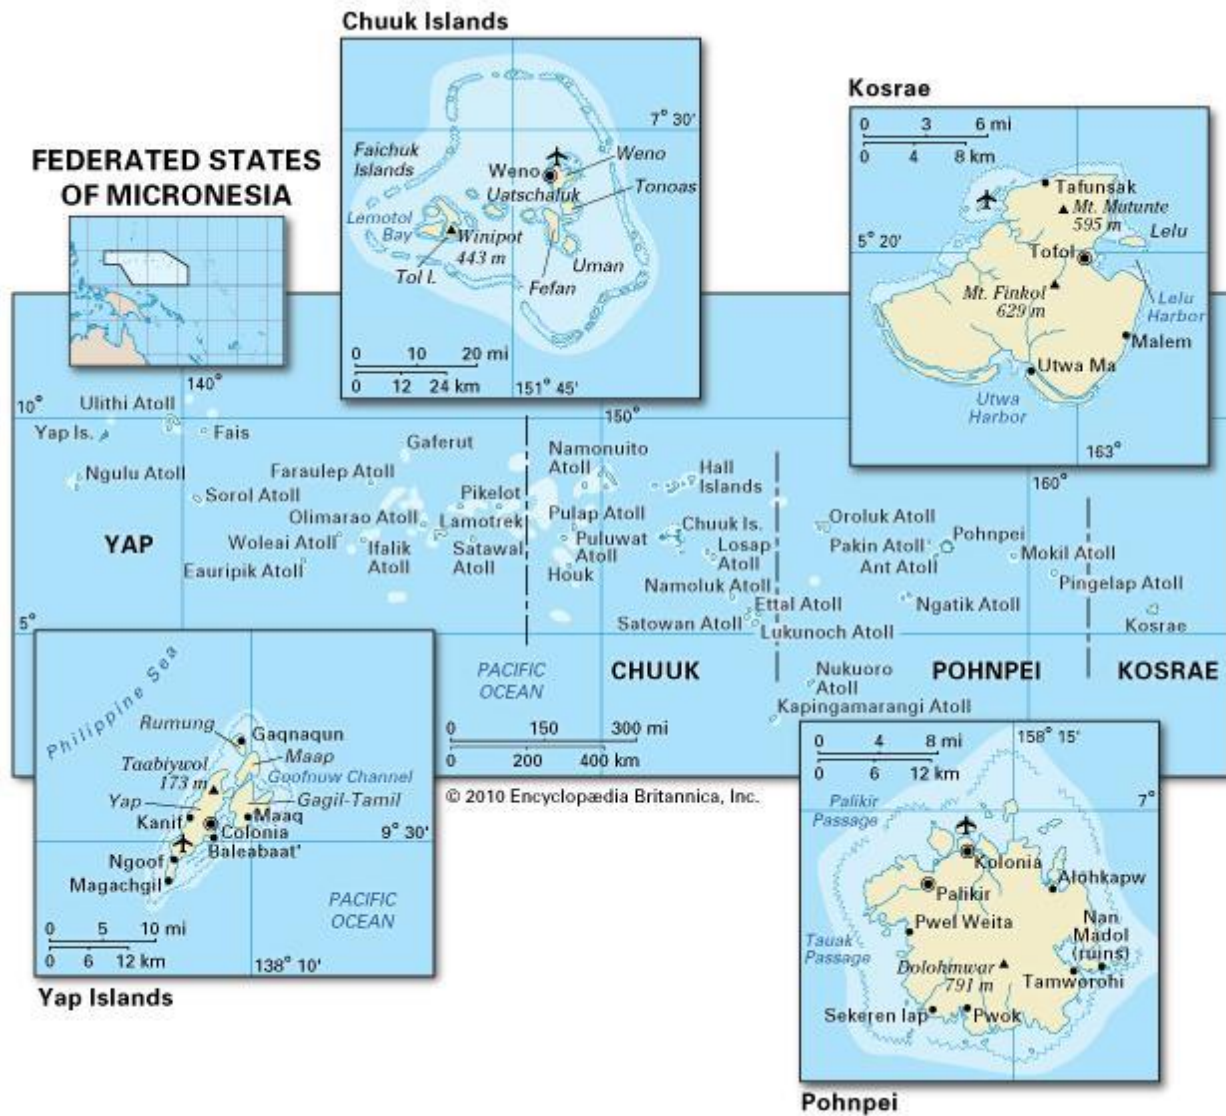 Chuuk Islands
7° 30'
Faichuk
Islands
Weno
Weno
Uatschaluk
Tonoas
Lemotol
Bay
Winipot
443 m
Tol I.
Fefan
Uman
0 10 20 mi
0 12 24 km
151° 45'
Kosrae
0 3 6 mi
0 4 8 km
Tafunsak
Mt. Mutunte
595 m
Lelu
5° 20'
Tofol
Mt. Finkol
629 m
Lelu
Harbor
Malem
Utwa Ma
Utwa
Harbor
163°
FEDERATED STATES
OF MICRONESIA
140°
10°
150°
160°
5°
Ulithi Atoll
Yap Is.
Fais
Ngulu Atoll
Sorol Atoll
Gaferut
Faraulep Atoll
Pikelot
Olimarao Atoll
Lamotrek
Woleai Atoll
Ifalik
Atoll
Satawal
Atoll
Eauripik Atoll
YAP
Namonuito
Atoll
Hall
Islands
Pulap Atoll
Chuuk Is.
Puluwat
Atoll
Losap
Atoll
Houk
Namoluk Atoll
Ettal Atoll
Satowan Atoll
Lukunoch Atoll
CHUUK
Oroluk Atoll
Pakin Atoll
Pohnpei
Ant Atoll
Mokil Atoll
Pingelap Atoll
Ngatik Atoll
Kosrae
Nukuoro
Atoll
Kapingamarangi Atoll
POHNPEI
KOSRAE
PACIFIC
OCEAN
0 150 300 mi
0 200 400 km
© 2010 Encyclopædia Britannica, Inc.
Philippine Sea
Rumung
Gaqnaqun
Taabiywol
173 m
Maap
Goofnuw Channel
Yap
Gagil-Tamil
Kanif
Maaq
Colonia
9° 30'
Baleabaat'
Ngoof
Magachgil
PACIFIC
OCEAN
0 5 10 mi
0 6 12 km
138° 10'
Yap Islands
0 4 8 mi
0 6 12 km
158° 15'
7°
Palikir
Passage
Kolonia
Palikir
Alohkapw
Pwel Weita
Nan
Madol
(ruins)
Tauak
Passage
Dolohmwar
791 m
Tamworohi
Sekeren Iap
Pwok
Pohnpei